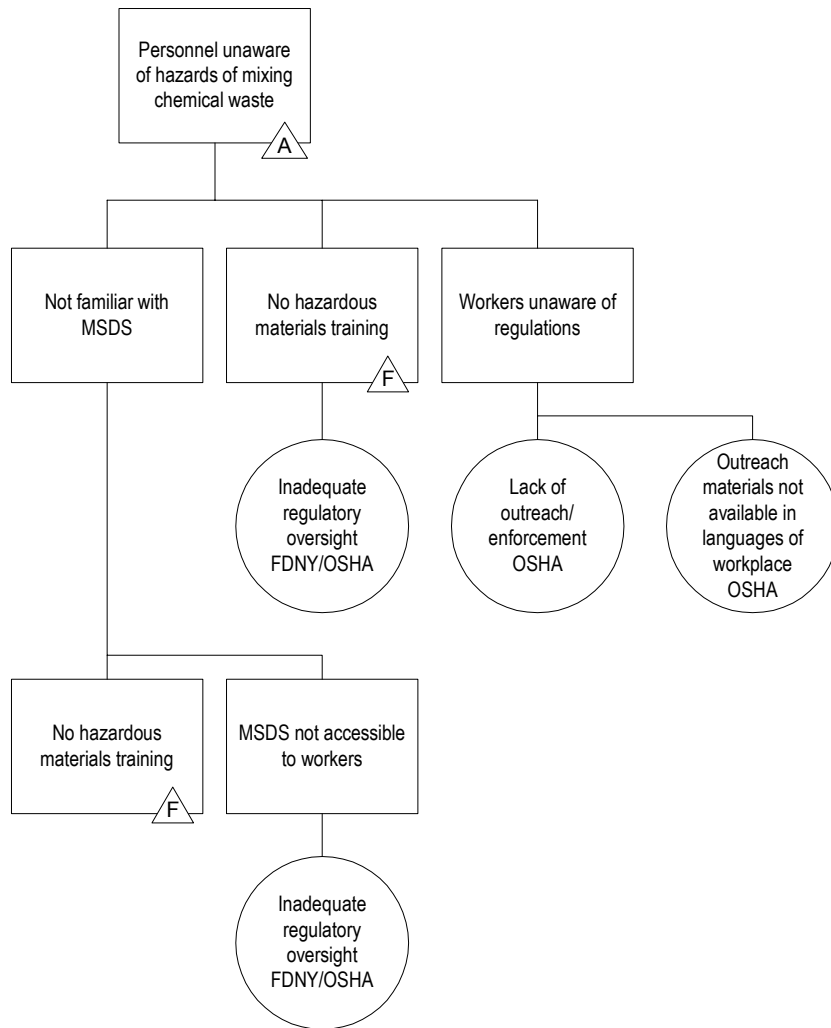 Personnel unaware
of hazards of mixing
chemical waste
A
Not familiar with
MSDS
No hazardous
materials training
F
Workers unaware of
regulations
Inadequate
regulatory
oversight
FDNY/OSHA
Lack of
outreach/
enforcement
OSHA
Outreach
materials not
available in
languages of
workplace
OSHA
No hazardous
materials training
F
MSDS not accessible
to workers
Inadequate
regulatory
oversight
FDNY/OSHA